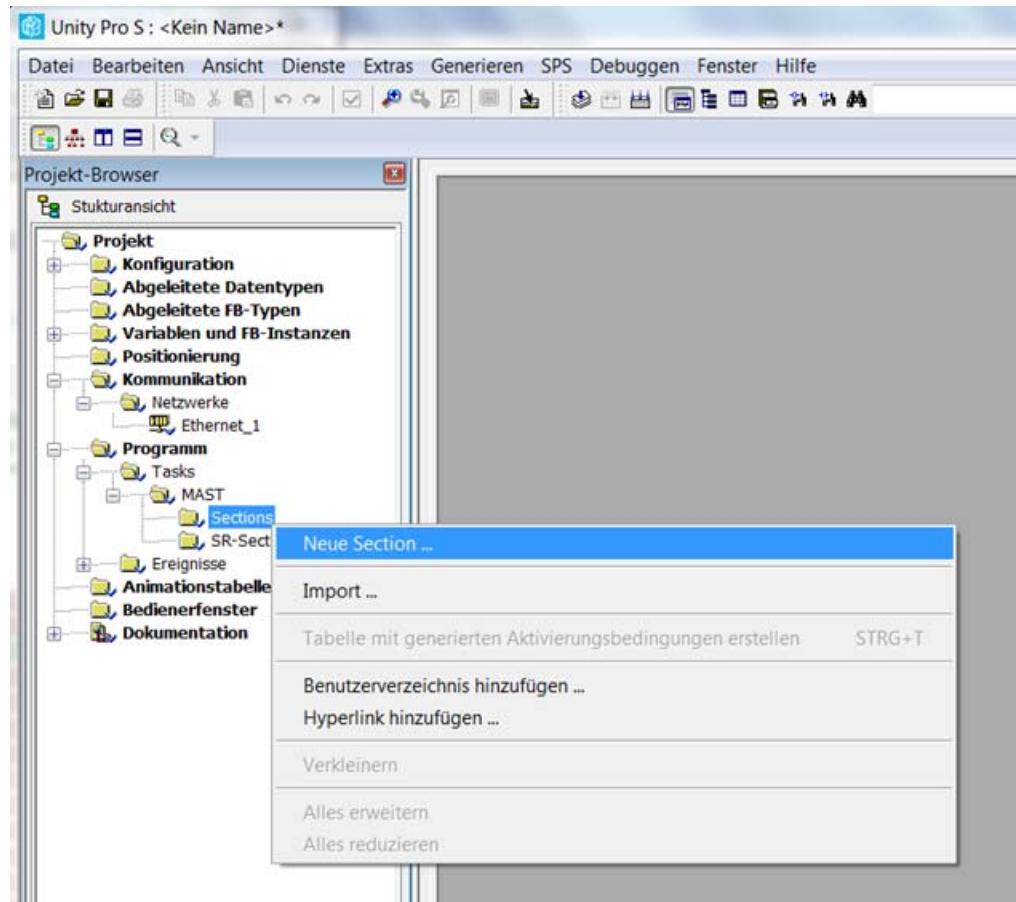 Unity Pro S : <Kein Name>*
Datei Bearbeiten Ansicht Dienste Extras Generieren SPS Debuggen Fenster Hilfe
Projekt-Browser
Stukturansicht
Projekt
Konfiguration
Abgeleitete Datentypen
Abgeleitete FB-Typen
Variablen und FB-Instanzen
Positionierung
Kommunikation
Netzwerke
Ethernet_1
Programm
Tasks
MAST
Sections
SR-Sect
Ereignisse
Animationstabelle
Bedienerfenster
Dokumentation
Neue Section ...
Import ...
Tabelle mit generierten Aktivierungsbedingungen erstellen STRG+T
Benutzerverzeichnis hinzufügen ...
Hyperlink hinzufügen ...
Verkleinern
Alles erweitern
Alles reduzieren